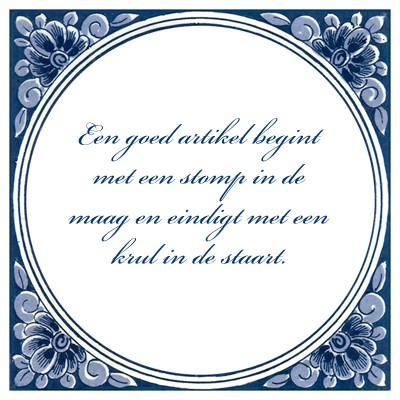 Een goed artikel begint
met een stomp in de
maag en eindigt met een
krul in de staart.